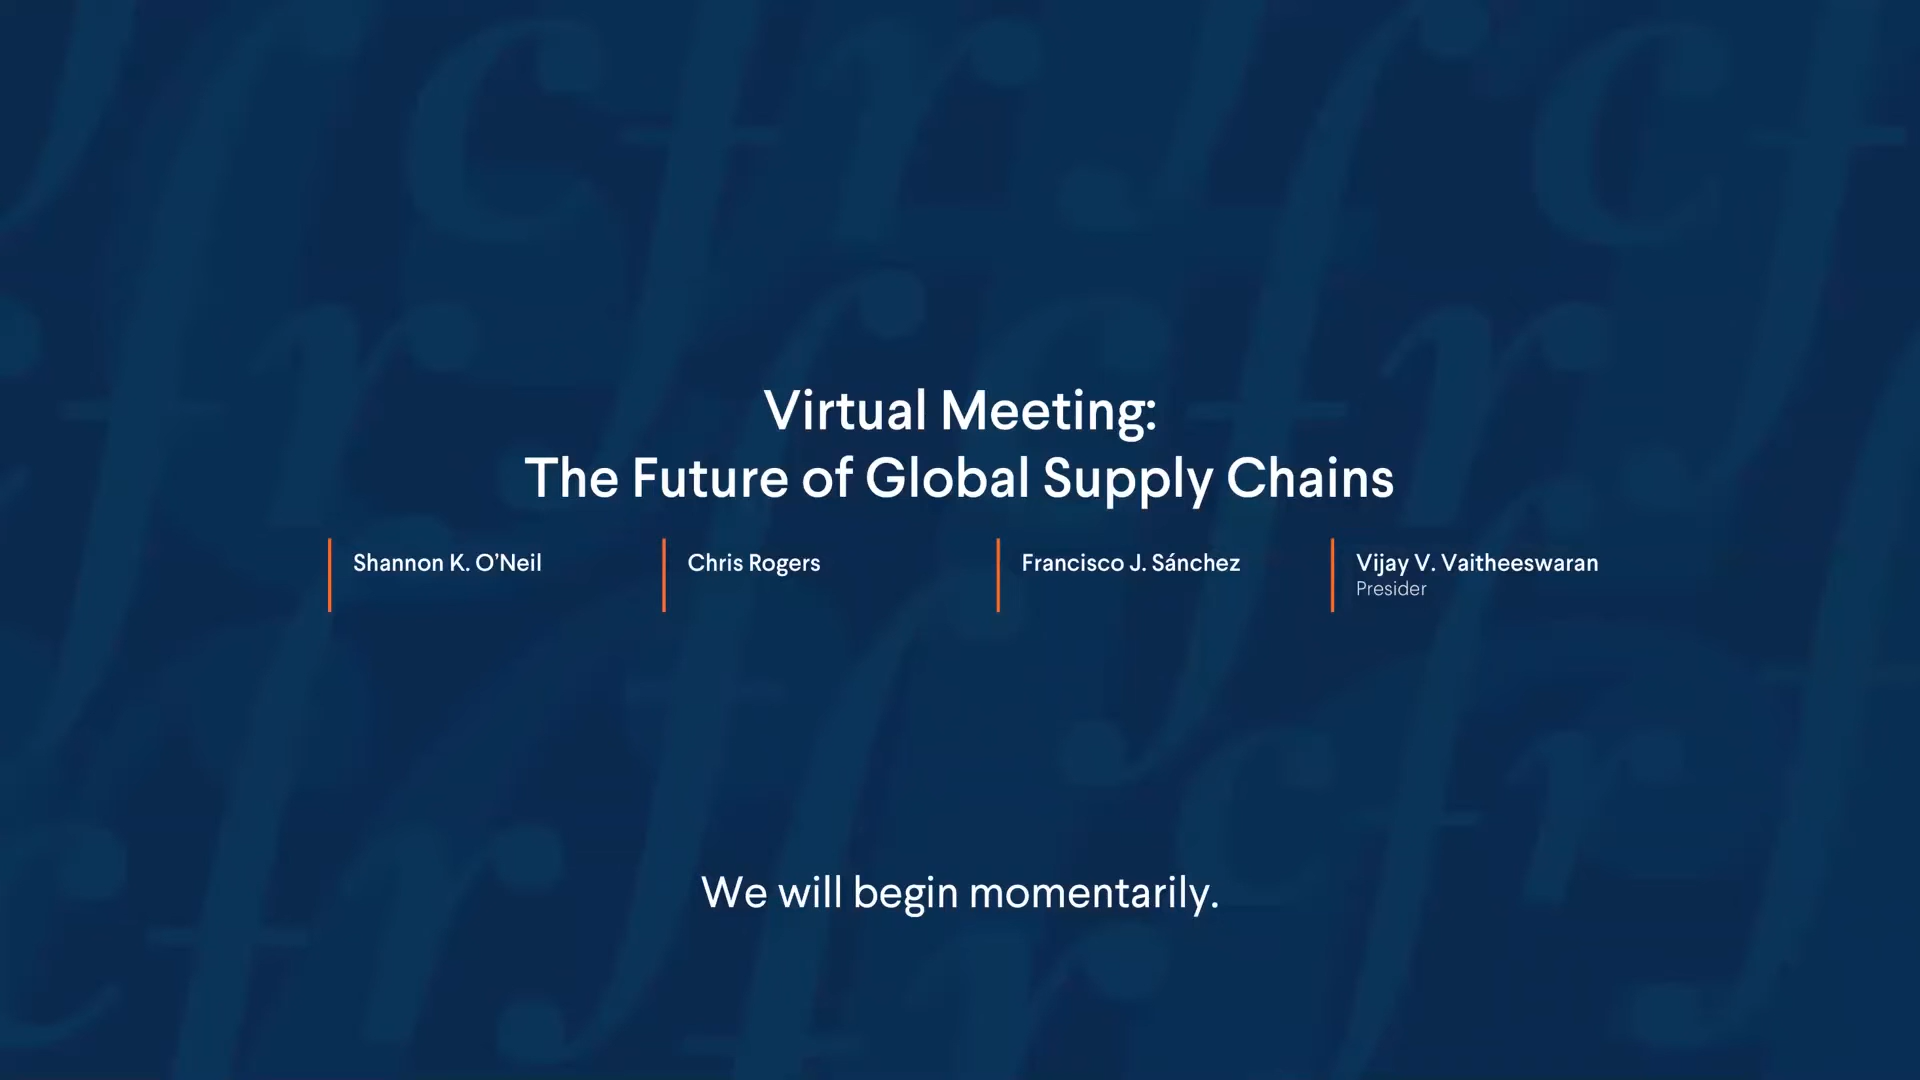 Virtual Meeting:
The Future of Global Supply Chains
Shannon K. O’Neil
Chris Rogers
Francisco J. Sánchez
Vijay V. Vaitheeswaran
Presider
We will begin momentarily.